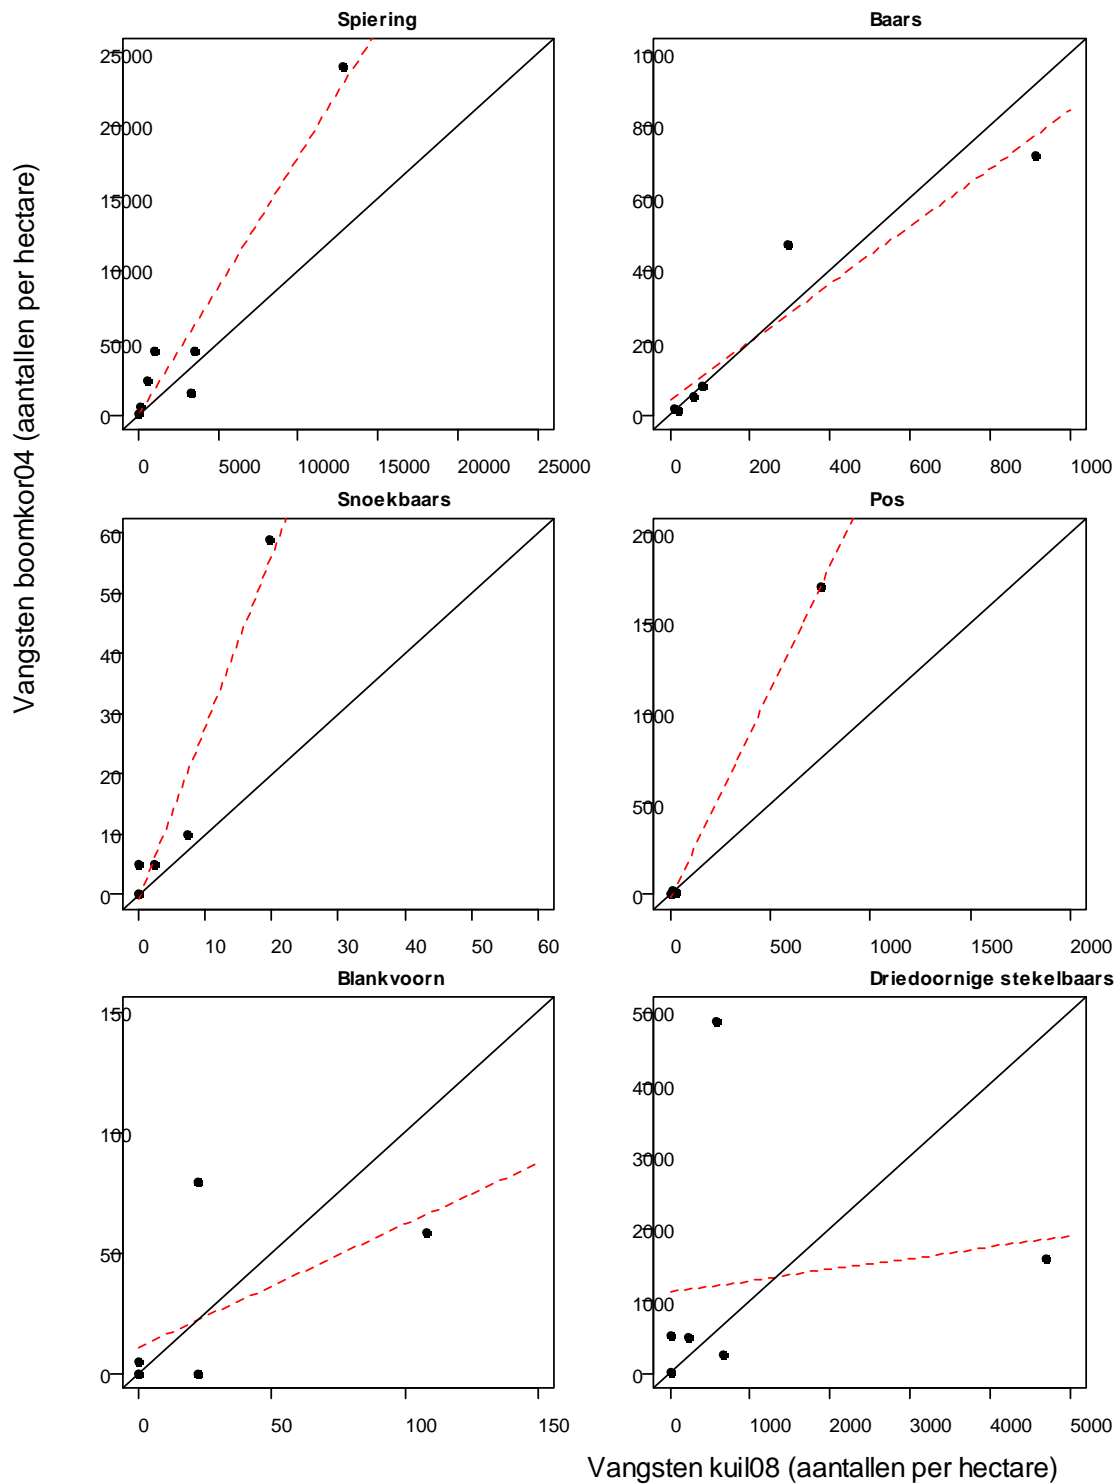 Vangsten boomkor04 (aantallen per hectare)
Spiering
25000
20000
15000
10000
5000
0
0 5000 10000 15000 20000 25000
Baars
1000
800
600
400
200
0
0 200 400 600 800 1000
Snoekbaars
60
50
40
30
20
10
0
0 10 20 30 40 50 60
Pos
2000
1500
1000
500
0
0 500 1000 1500 2000
Blankvoorn
150
100
50
0
0 50 100 150
Driedoornige stekelbaars
5000
4000
3000
2000
1000
0
0 1000 2000 3000 4000 5000
Vangsten kuil08 (aantallen per hectare)